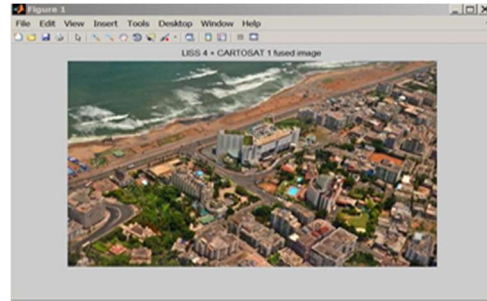 Figure 1
File Edit View Insert Tools Desktop Window Help
LISS 4 + CARTOSAT 1 fused image